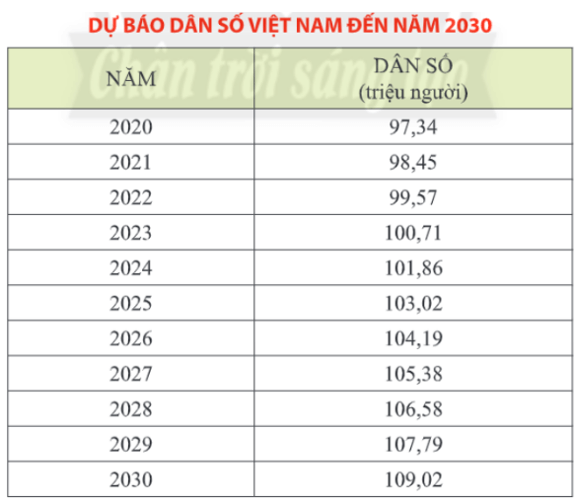 DỰ BÁO DÂN SỐ VIỆT NAM ĐẾN NĂM 2030
Chân trời sáng tạo
NĂM DÂN SỐ
(triệu người)
2020 97,34
2021 98,45
2022 99,57
2023 100,71
2024 101,86
2025 103,02
2026 104,19
2027 105,38
2028 106,58
2029 107,79
2030 109,02